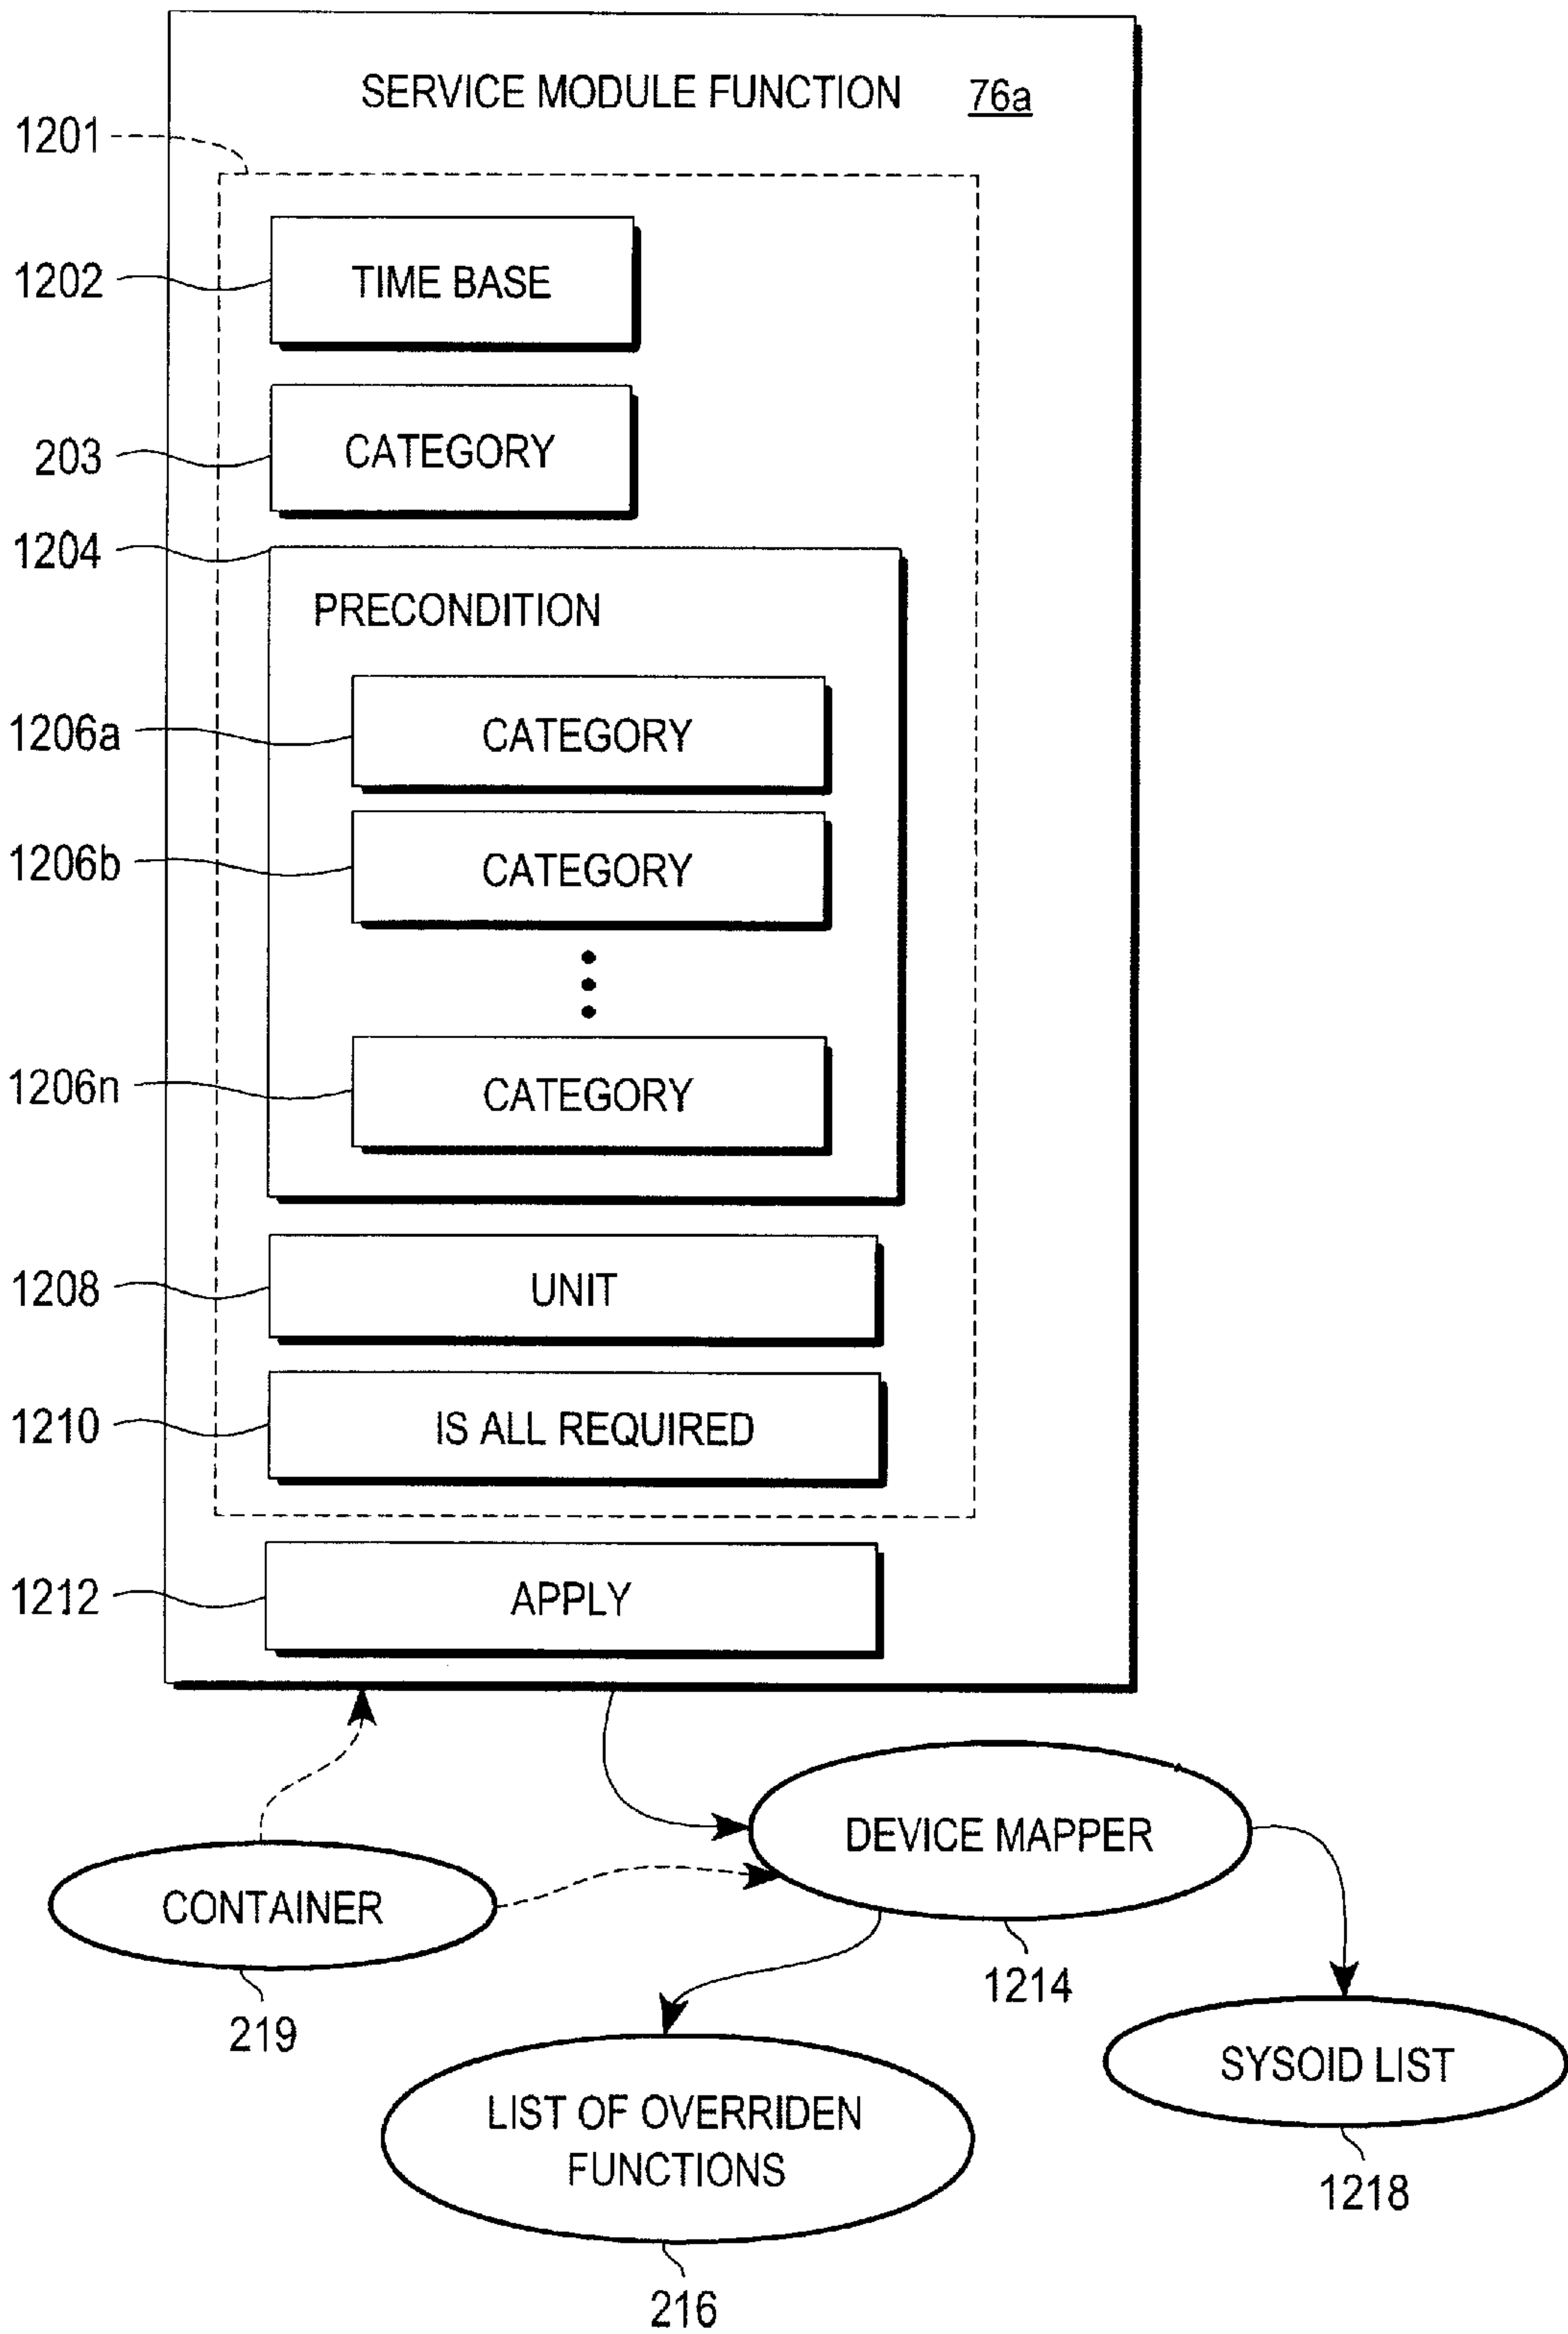 SERVICE MODULE FUNCTION 76a
1201
1202
TIME BASE
203
CATEGORY
1204
PRECONDITION
1206a
CATEGORY
1206b
CATEGORY
1206n
CATEGORY
1208
UNIT
1210
IS ALL REQUIRED
1212
APPLY
DEVICE MAPPER
CONTAINER
1214
219
SYSOID LIST
LIST OF OVERRIDEN
FUNCTIONS
1218
216